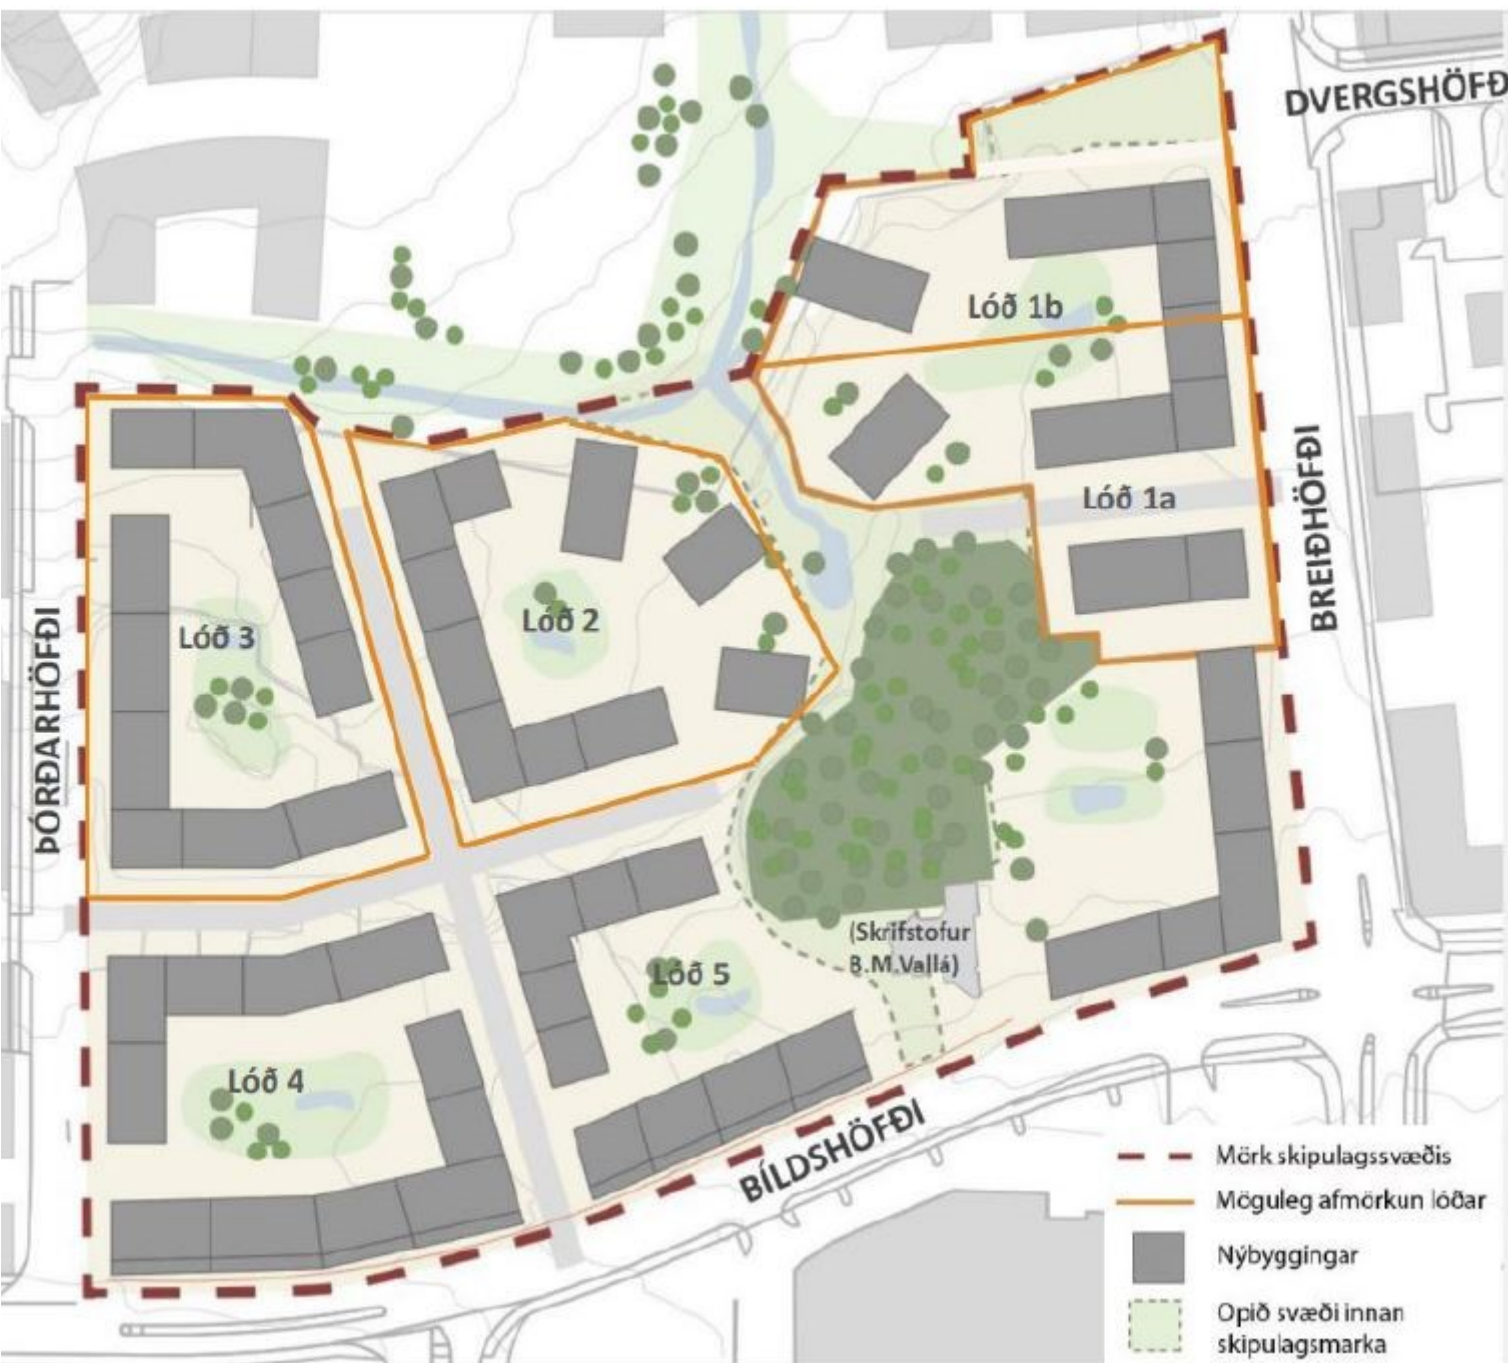 DVERGSHÖFÐ
Lóð 1b
Lóð 1a
BREIÐHÖFÐI
Lóð 2
Lóð 3
ÞÓRÐARHÖFÐI
(Skrifstofur
B.M.Vallá)
Lóð 5
Lóð 4
BÍLDSHÖFÐI
Mörk skipulagssvæðis
Möguleg afmörkun lóðar
Nýbyggingar
Opið svæði innan
skipulagsmarka